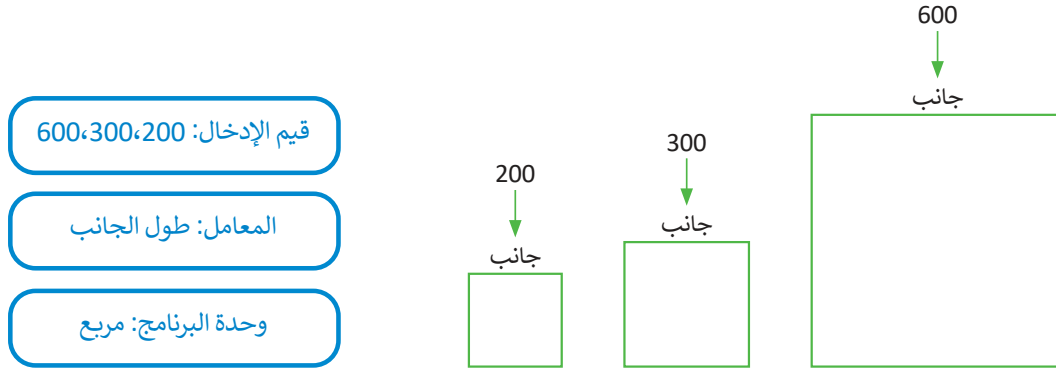 600
جانب
300
جانب
200
جانب
قيم الإدخال: 200،300،600
المعامل: طول الجانب
وحدة البرنامج: مربع